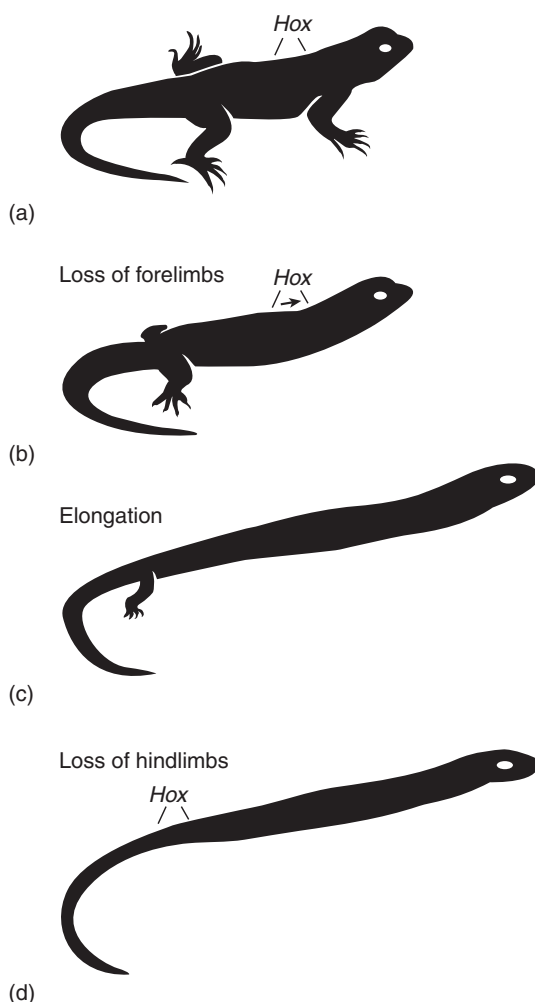 Hox
(a)
Loss of forelimbs
Hox
(b)
Elongation
(c)
Loss of hindlimbs
Hox
(d)